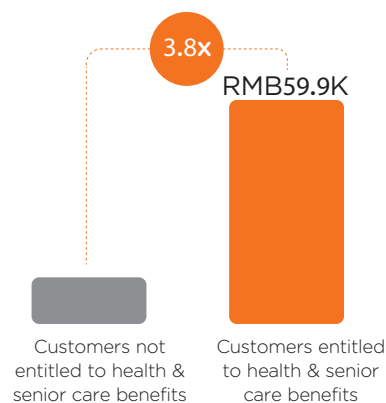 3.8x
RMB59.9K
Customers not
entitled to health &
senior care benefits
Customers entitled
to health & senior
care benefits